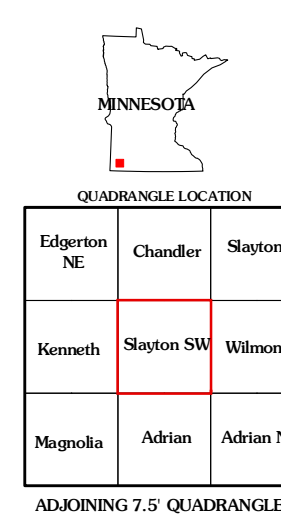 MINNESOTA
QUADRANGLE LOCATION
Edgerton
NE
Chandler
Slayton
Kenneth
Slayton SW
Wilmon
Magnolia
Adrian
Adrian N
ADJOINING 7.5' QUADRANGLE